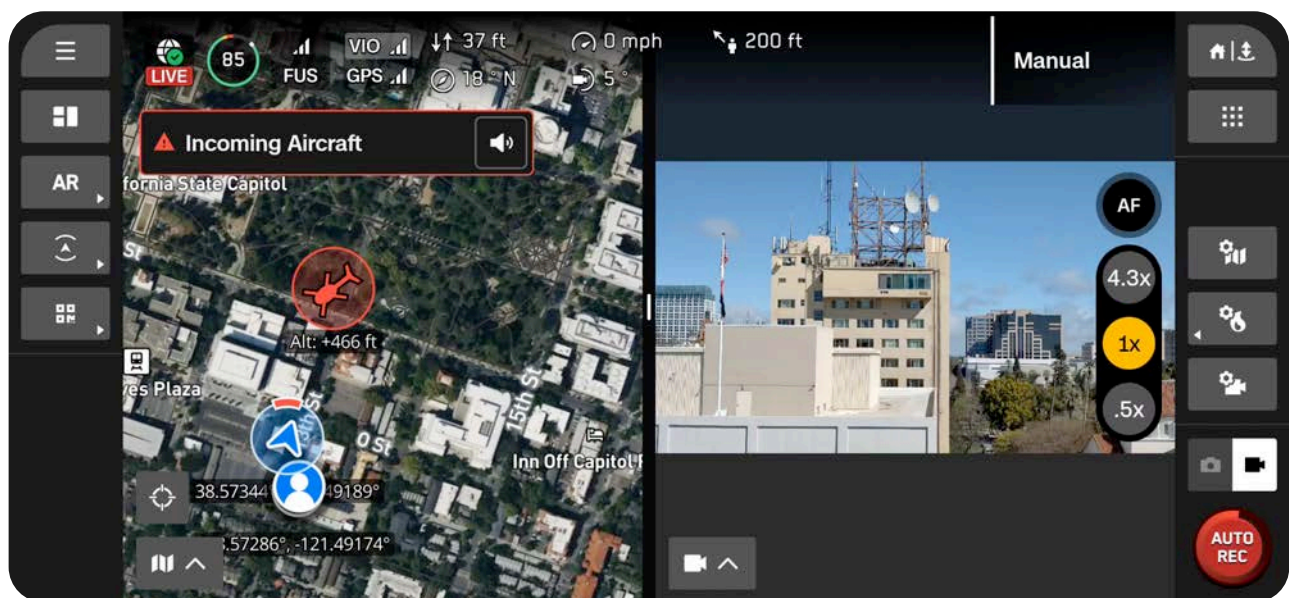 85
LIVE
FUS
VIO
GPS
37 ft
18° N
0 mph
5°
200 ft
Manual
Incoming Aircraft
AR
fornia State Capitol
St
Alt: +466 ft
ves Plaza
15th St
O St
Inn Off Capitol
38.5734
49189°
.57286°, -121.49174°
AF
4.3x
1x
.5x
AUTO
REC